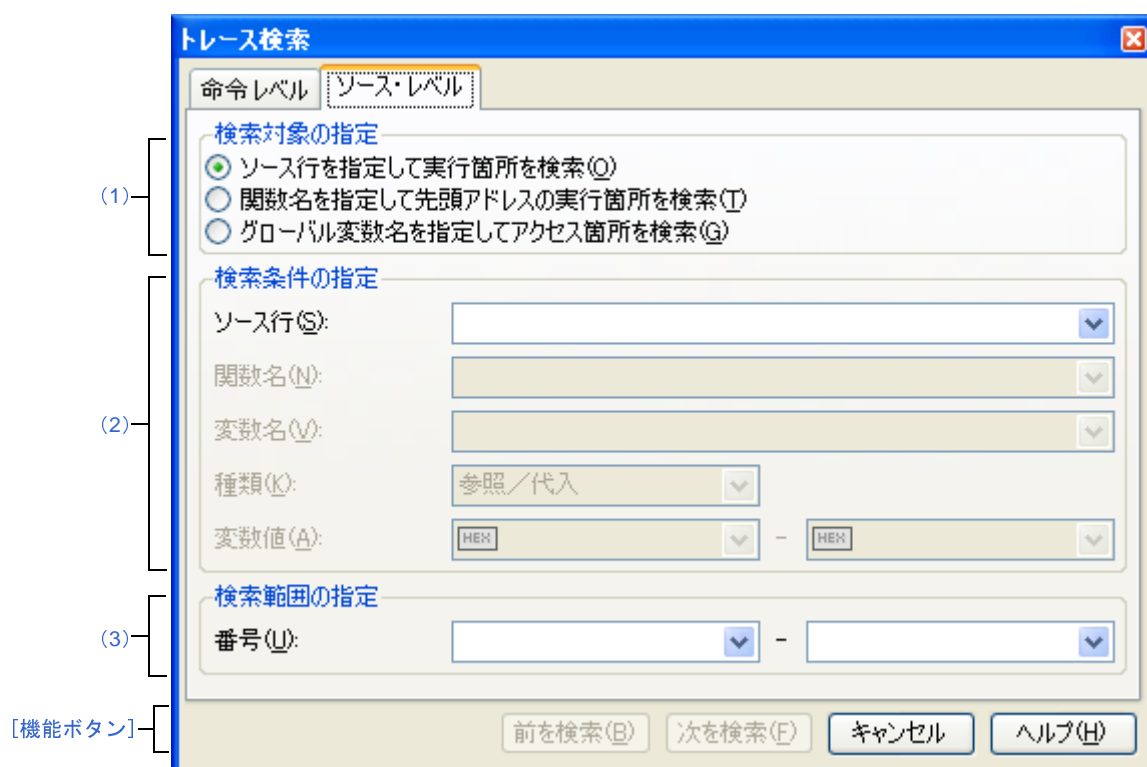 トレース検索
命令レベル ソース・レベル
(1)
検索対象の指定
ソース行を指定して実行箇所を検索(O)
関数名を指定して先頭アドレスの実行箇所を検索(T)
グローバル変数名を指定してアクセス箇所を検索(G)
(2)
検索条件の指定
ソース行(S):
関数名(N):
変数名(V):
種類(K): 参照／代入
変数値(A): HEX - HEX
(3)
検索範囲の指定
番号(U): -
[機能ボタン]
前を検索(B) 次を検索(F) キャンセル ヘルプ(H)